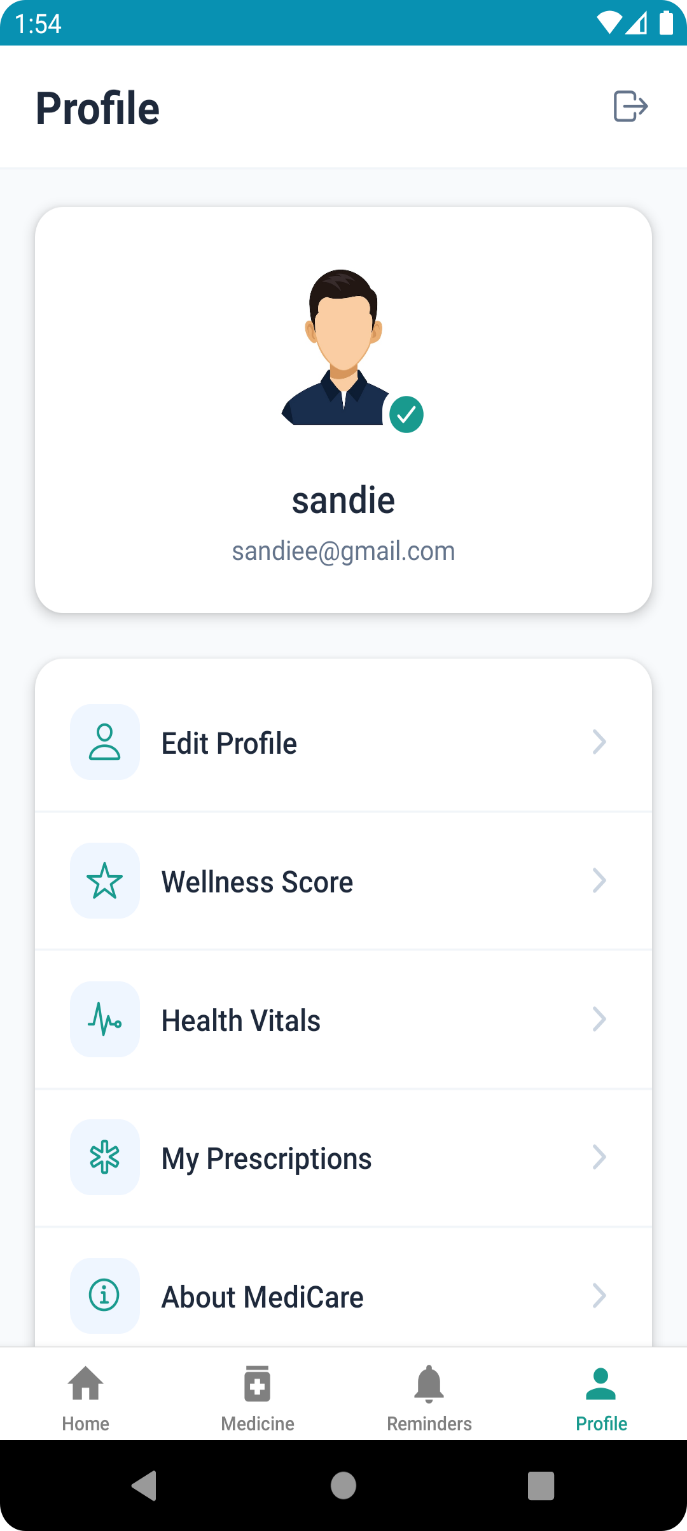 1:54
Profile
sandie
sandiee@gmail.com
Edit Profile
Wellness Score
Health Vitals
My Prescriptions
About MediCare
Home Medicine Reminders Profile